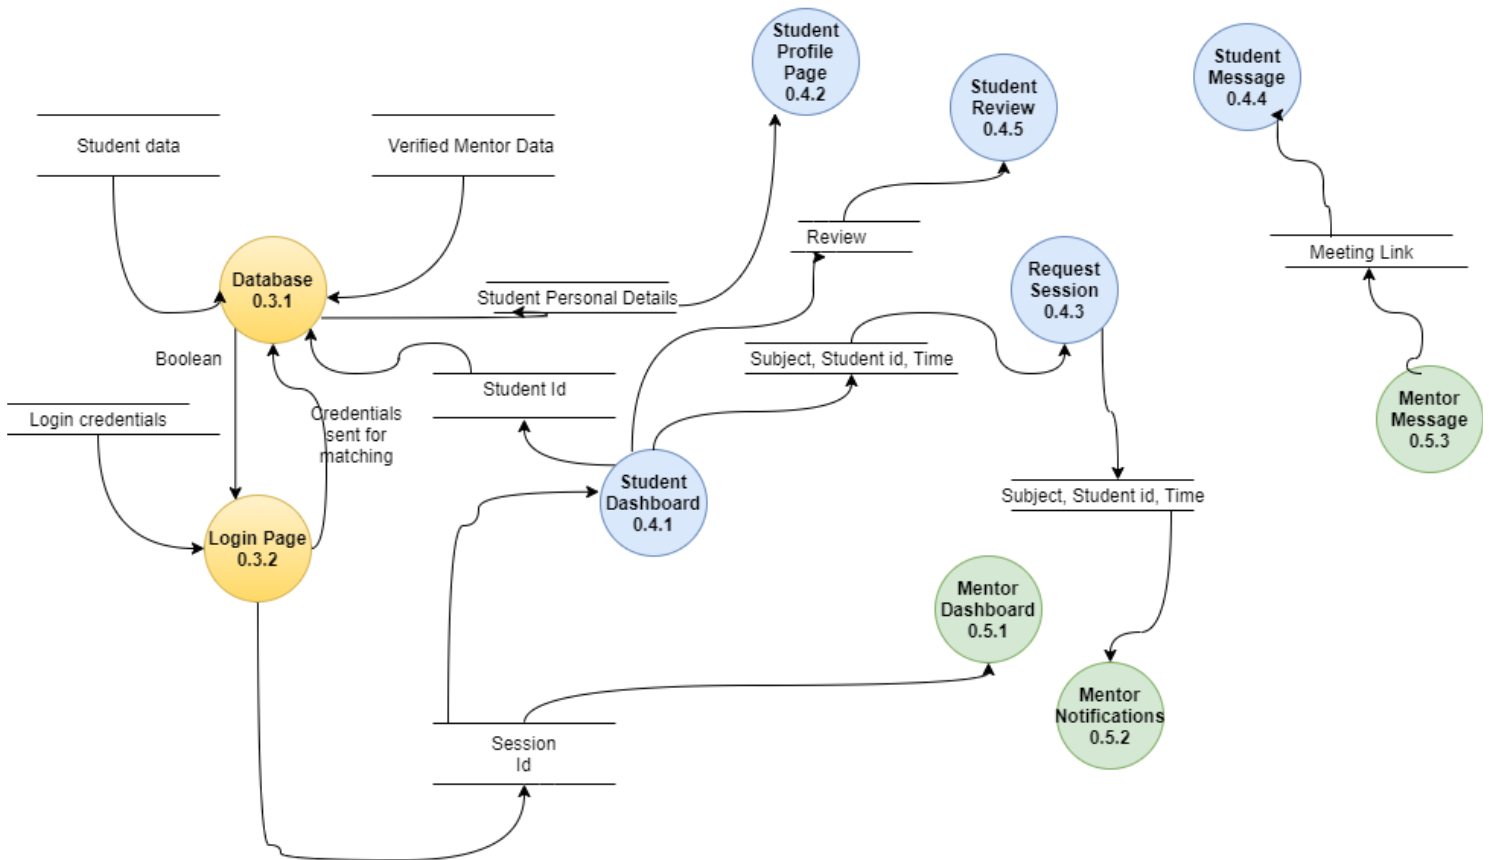 Student
Profile
Page
0.4.2
Student
Review
0.4.5
Student
Message
0.4.4
Student data
Verified Mentor Data
Review
Meeting Link
Database
0.3.1
Student Personal Details
Request
Session
0.4.3
Boolean
Subject, Student id, Time
Student Id
Login credentials
Credentials
sent for
matching
Mentor
Message
0.5.3
Student
Dashboard
0.4.1
Subject, Student id, Time
Login Page
0.3.2
Mentor
Dashboard
0.5.1
Mentor
Notifications
0.5.2
Session
Id